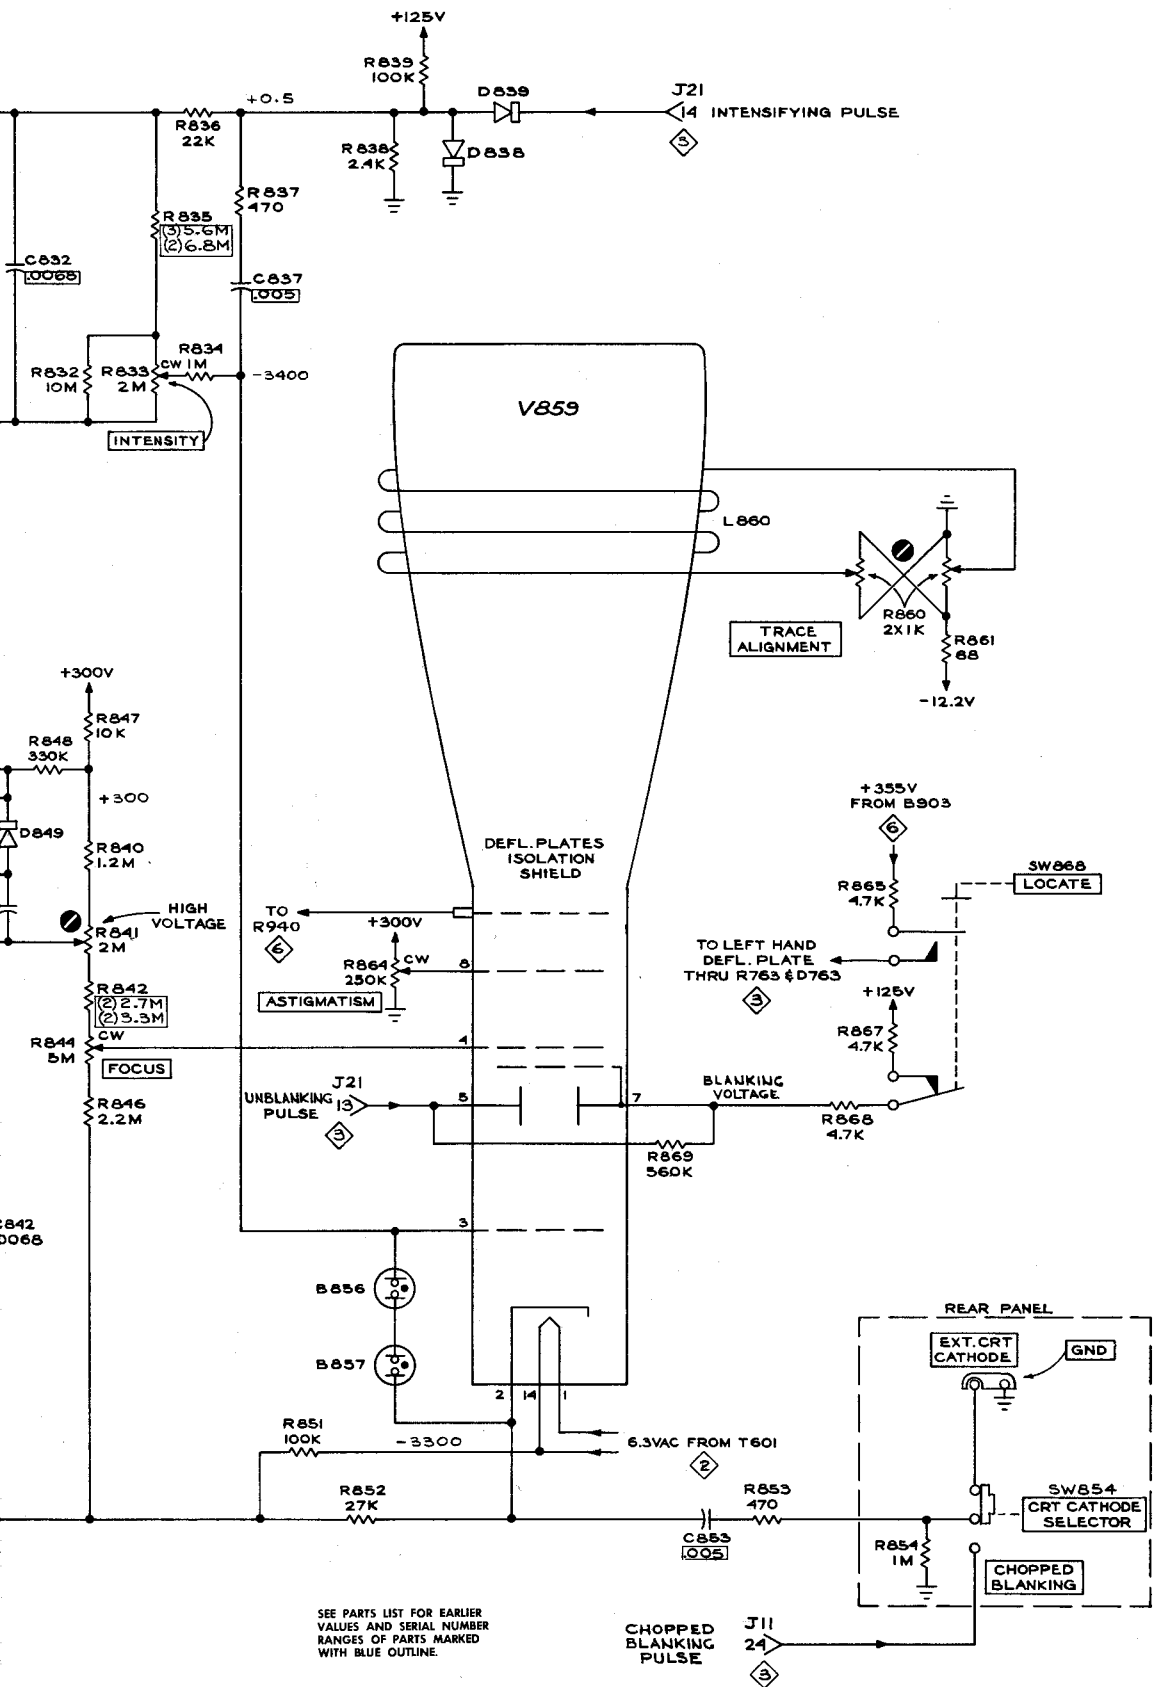 +125V
R839
100K
D839
J21
14 INTENSIFYING PULSE
3
+0.5
R836
22K
R838
2.4K
D838
R837
470
R835
(3)5.6M
(2)6.8M
C832
.0068
C837
.005
R832
10M
R833
2M
CW
R834
1M
-3400
INTENSITY
V859
L860
R860
2X1K
TRACE
ALIGNMENT
R861
88
-12.2V
+300V
R847
10K
R848
330K
+300
D849
R840
1.2M
HIGH
VOLTAGE
R841
2M
R842
(2)2.7M
(2)3.3M
CW
R844
5M
FOCUS
R846
2.2M
DEFL.PLATES
ISOLATION
SHIELD
TO
R940
6
+300V
R864
250K
CW
8
ASTIGMATISM
4
J21
UNBLANKING
13
PULSE
3
5
7
BLANKING
VOLTAGE
R869
560K
+355V
FROM B903
6
SW868
LOCATE
R865
4.7K
TO LEFT HAND
DEFL. PLATE
THRU R763 & D763
3
+125V
R867
4.7K
R868
4.7K
842
0068
3
B856
B857
2 14 1
R851
100K
-3300
6.3VAC FROM T601
2
R852
27K
C853
.005
R853
470
REAR PANEL
EXT.CRT
CATHODE
GND
SW854
CRT CATHODE
SELECTOR
R854
1M
CHOPPED
BLANKING
SEE PARTS LIST FOR EARLIER
VALUES AND SERIAL NUMBER
RANGES OF PARTS MARKED
WITH BLUE OUTLINE.
CHOPPED
BLANKING
PULSE
J11
24
3